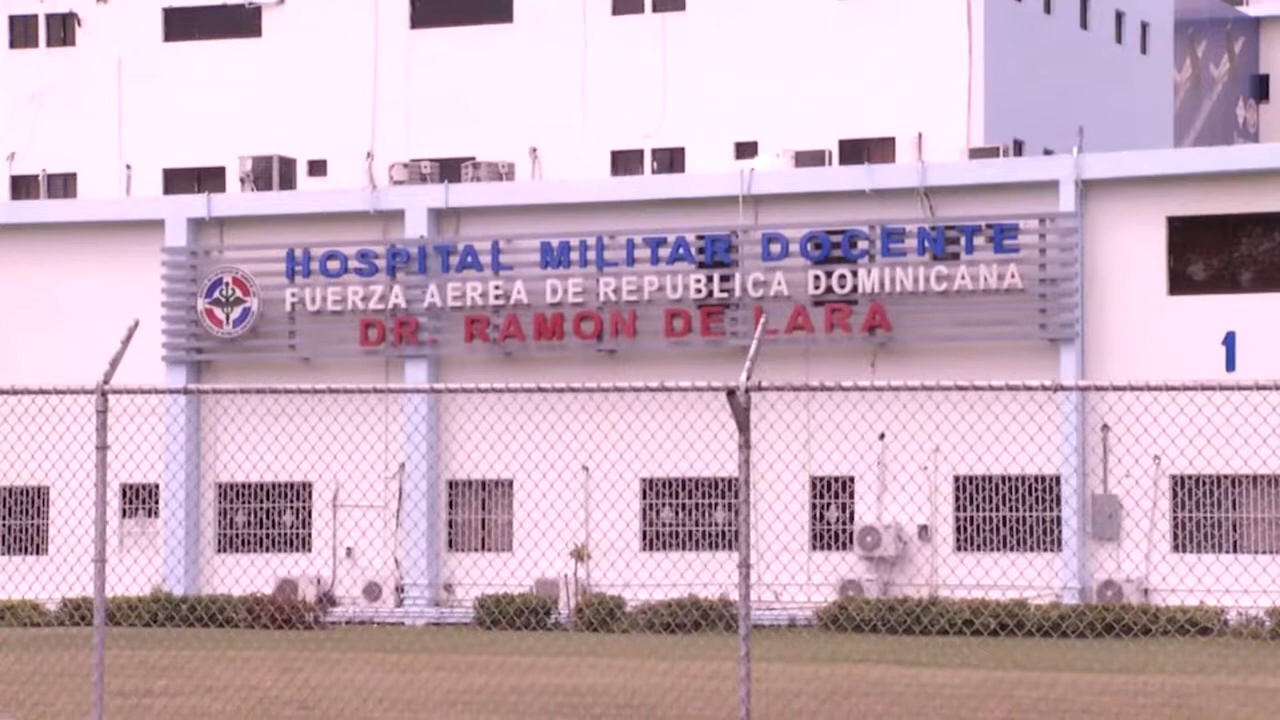 HOSPITAL MILITAR DOCENTE
FUERZA AEREA DE REPUBLICA DOMINICANA
DR. RAMON DE LARA
1